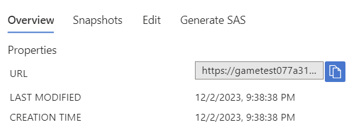 Overview Snapshots Edit Generate SAS
Properties
URL https://gametest077a31...
LAST MODIFIED 12/2/2023, 9:38:38 PM
CREATION TIME 12/2/2023, 9:38:38 PM